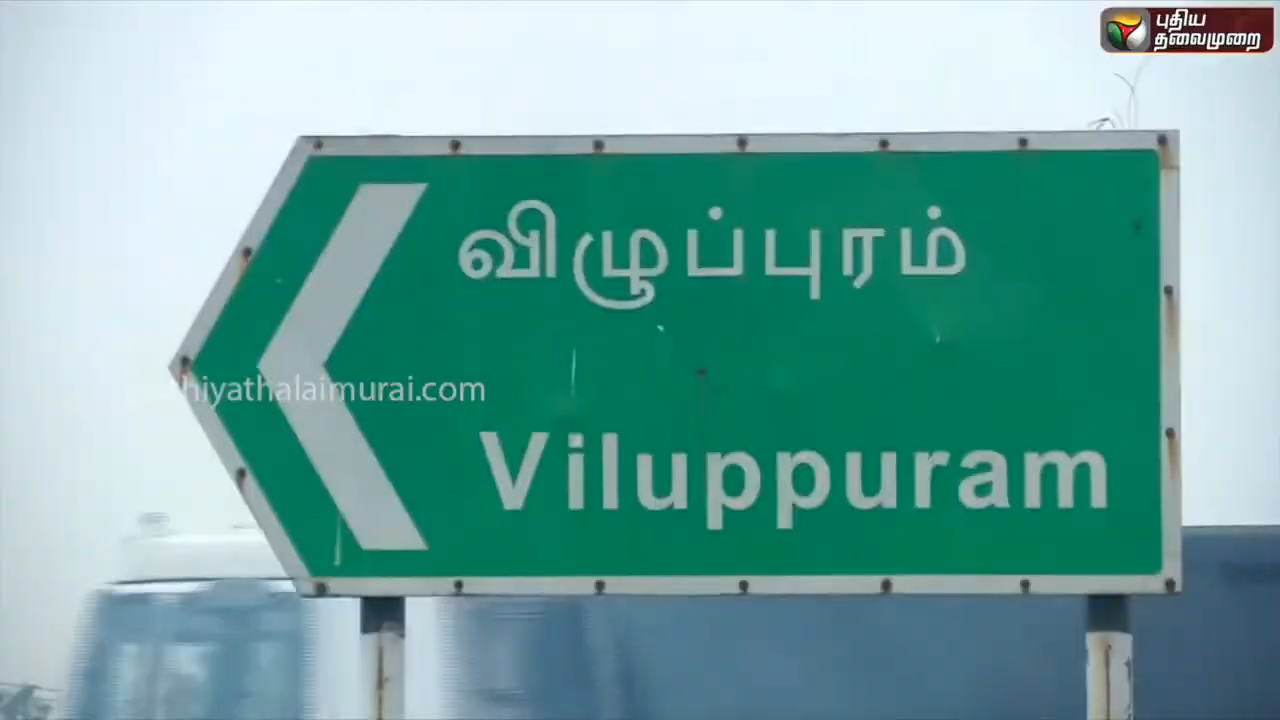 புதிய
தலைமுறை
விழுப்புரம்
hiyathalaimurai.com
Viluppuram